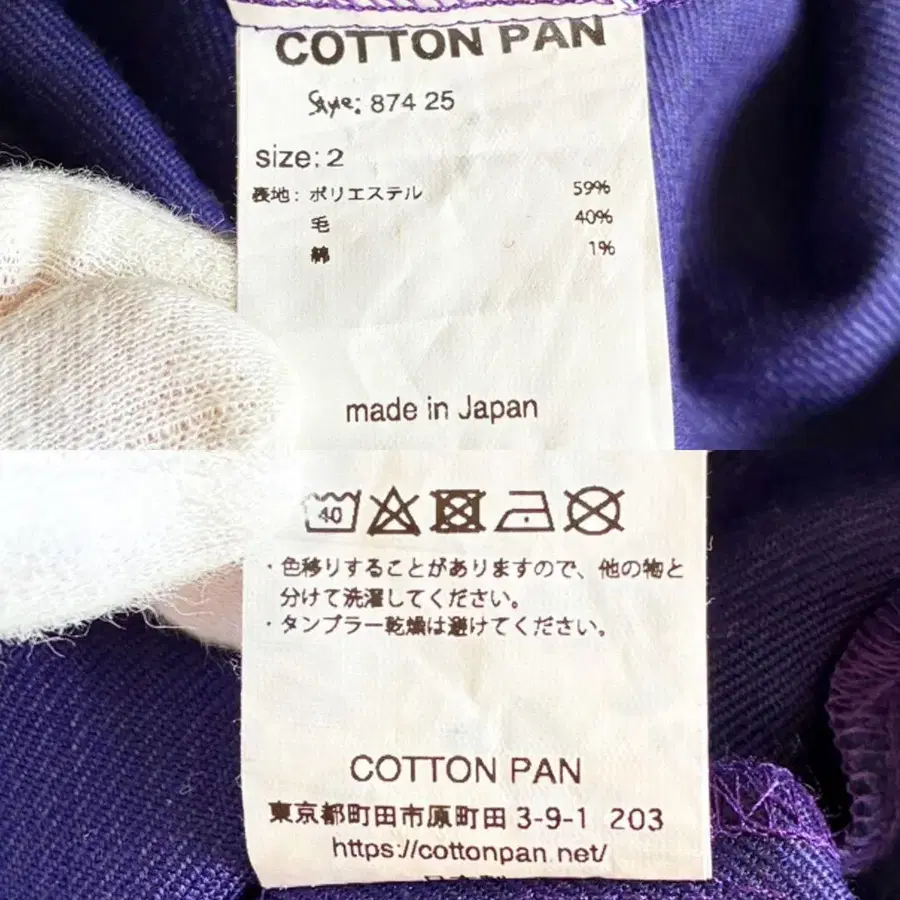 COTTON PAN
Style: 874 25
size: 2
表地: ポリエステル 59%
毛 40%
綿 1%
made in Japan
40
・色移りすることがありますので、他の物と
分けて洗濯してください。
・タンブラー乾燥は避けてください。
COTTON PAN
東京都町田市原町田 3-9-1 203
https://cottonpan.net/